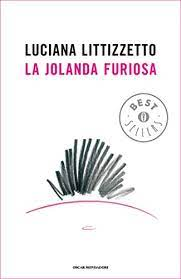 LUCIANA LITTIZZETTO
LA JOLANDA FURIOSA
BEST
SELLERS
OSCAR MONDADORI